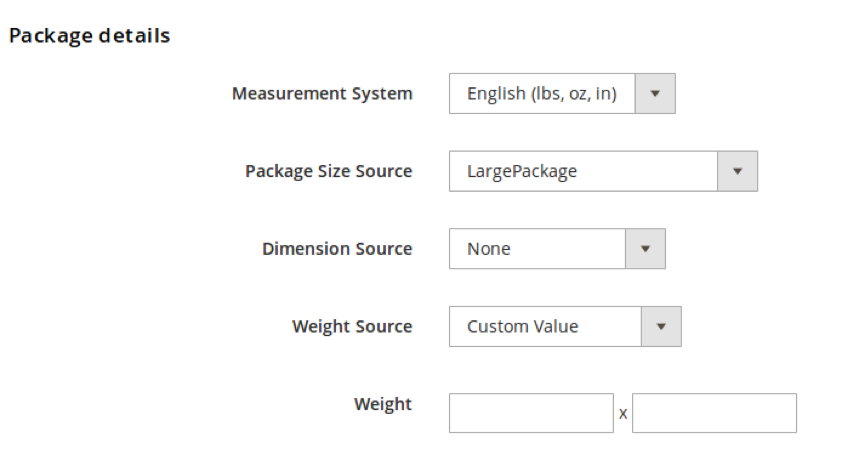 Package details
Measurement System English (lbs, oz, in)
Package Size Source LargePackage
Dimension Source None
Weight Source Custom Value
Weight x